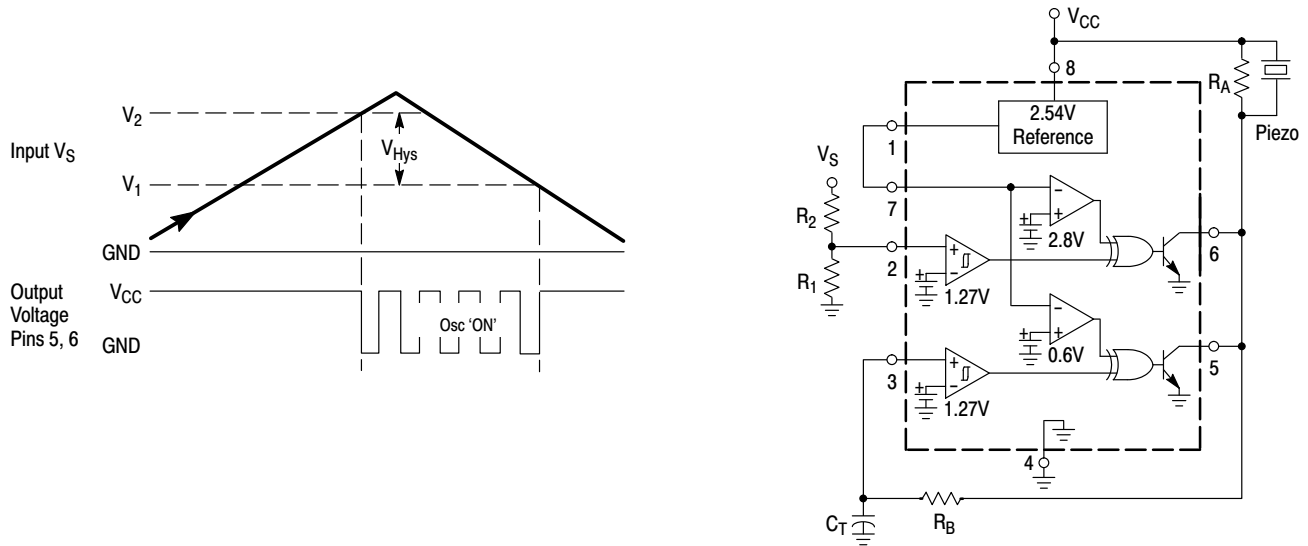 V2
Input VS
VHys
V1
GND
Output
Voltage
Pins 5, 6
VCC
Osc 'ON'
GND
VCC
8
RA
2.54V
Reference
Piezo
1
VS
7
R2
2.8V
6
2
R1
1.27V
0.6V
5
3
1.27V
4
CT
RB